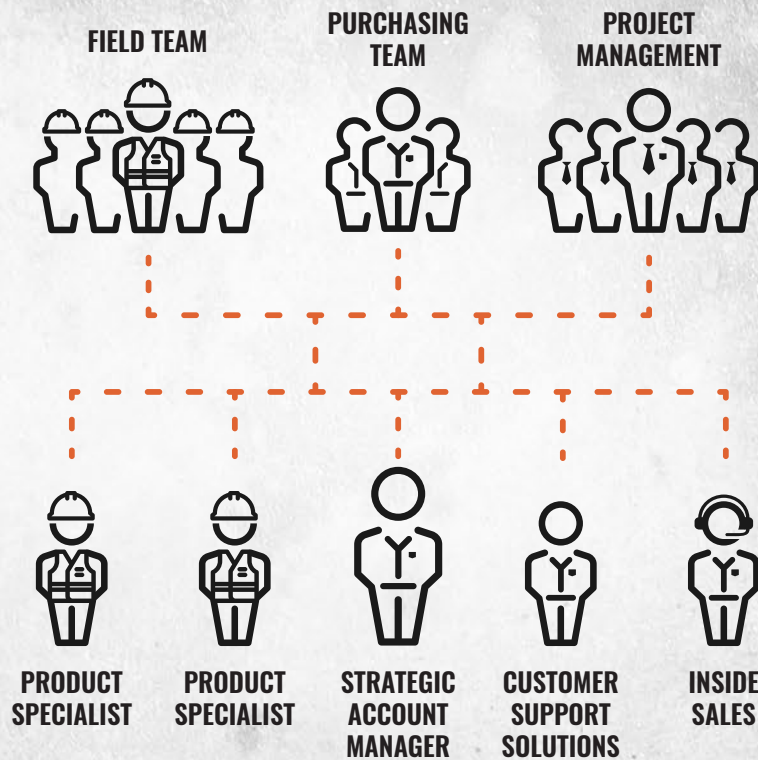 FIELD TEAM
PURCHASING
TEAM
PROJECT
MANAGEMENT
PRODUCT
SPECIALIST
PRODUCT
SPECIALIST
STRATEGIC
ACCOUNT
MANAGER
CUSTOMER
SUPPORT
SOLUTIONS
INSIDE
SALES